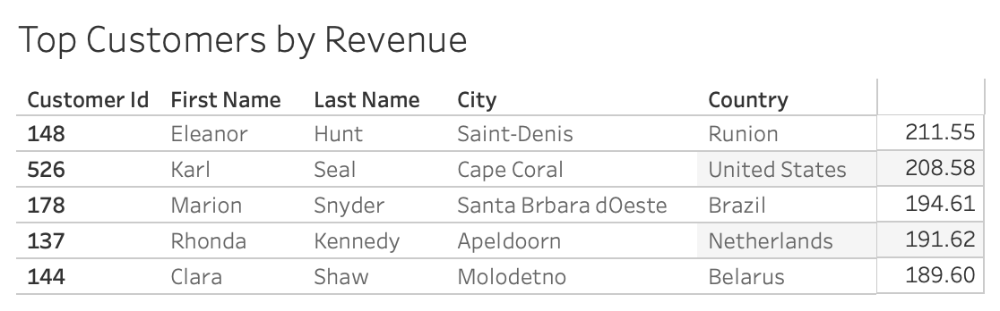 Top Customers by Revenue
Customer Id First Name Last Name City Country
148 Eleanor Hunt Saint-Denis Runion 211.55
526 Karl Seal Cape Coral United States 208.58
178 Marion Snyder Santa Brbara dOeste Brazil 194.61
137 Rhonda Kennedy Apeldoorn Netherlands 191.62
144 Clara Shaw Molodetno Belarus 189.60